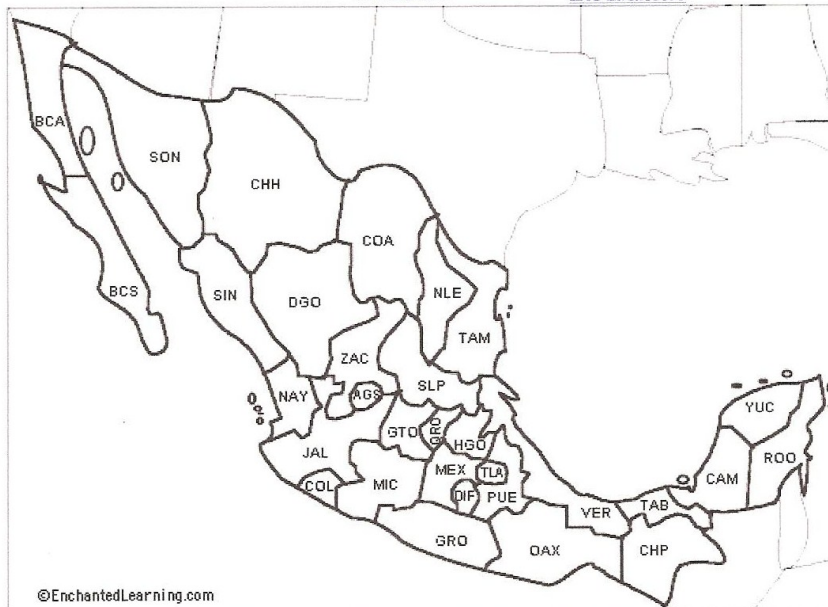 BCA
SON
CHH
COA
BCS
SIN
DGO
NLE
TAM
ZAC
NAY
AGS
SLP
YUC
GTO
QRO
HGO
JAL
ROO
MEX
TLA
CAM
COL
MIC
DIF
PUE
TAB
VER
GRO
OAX
CHP
©EnchantedLearning.com